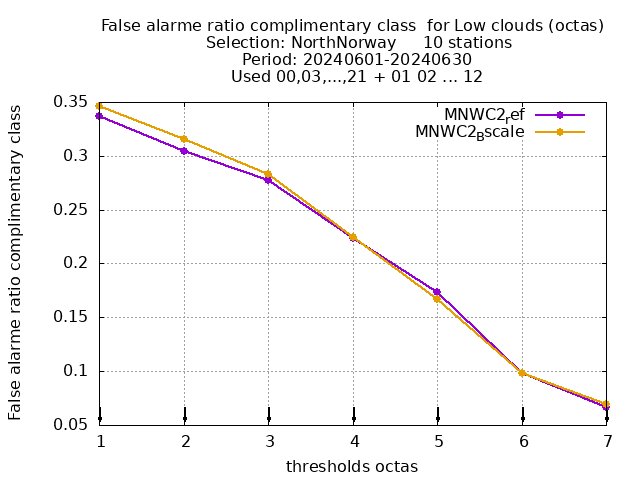 False alarme ratio complimentary class  for Low clouds (octas)
Selection: NorthNorway     10 stations
Period: 20240601-20240630
Used 00,03,...,21 + 01 02 ... 12
False alarme ratio complimentary class
0.35
0.3
0.25
0.2
0.15
0.1
0.05
MNWC2ref
MNWC2Bscale
1 2 3 4 5 6 7
thresholds octas